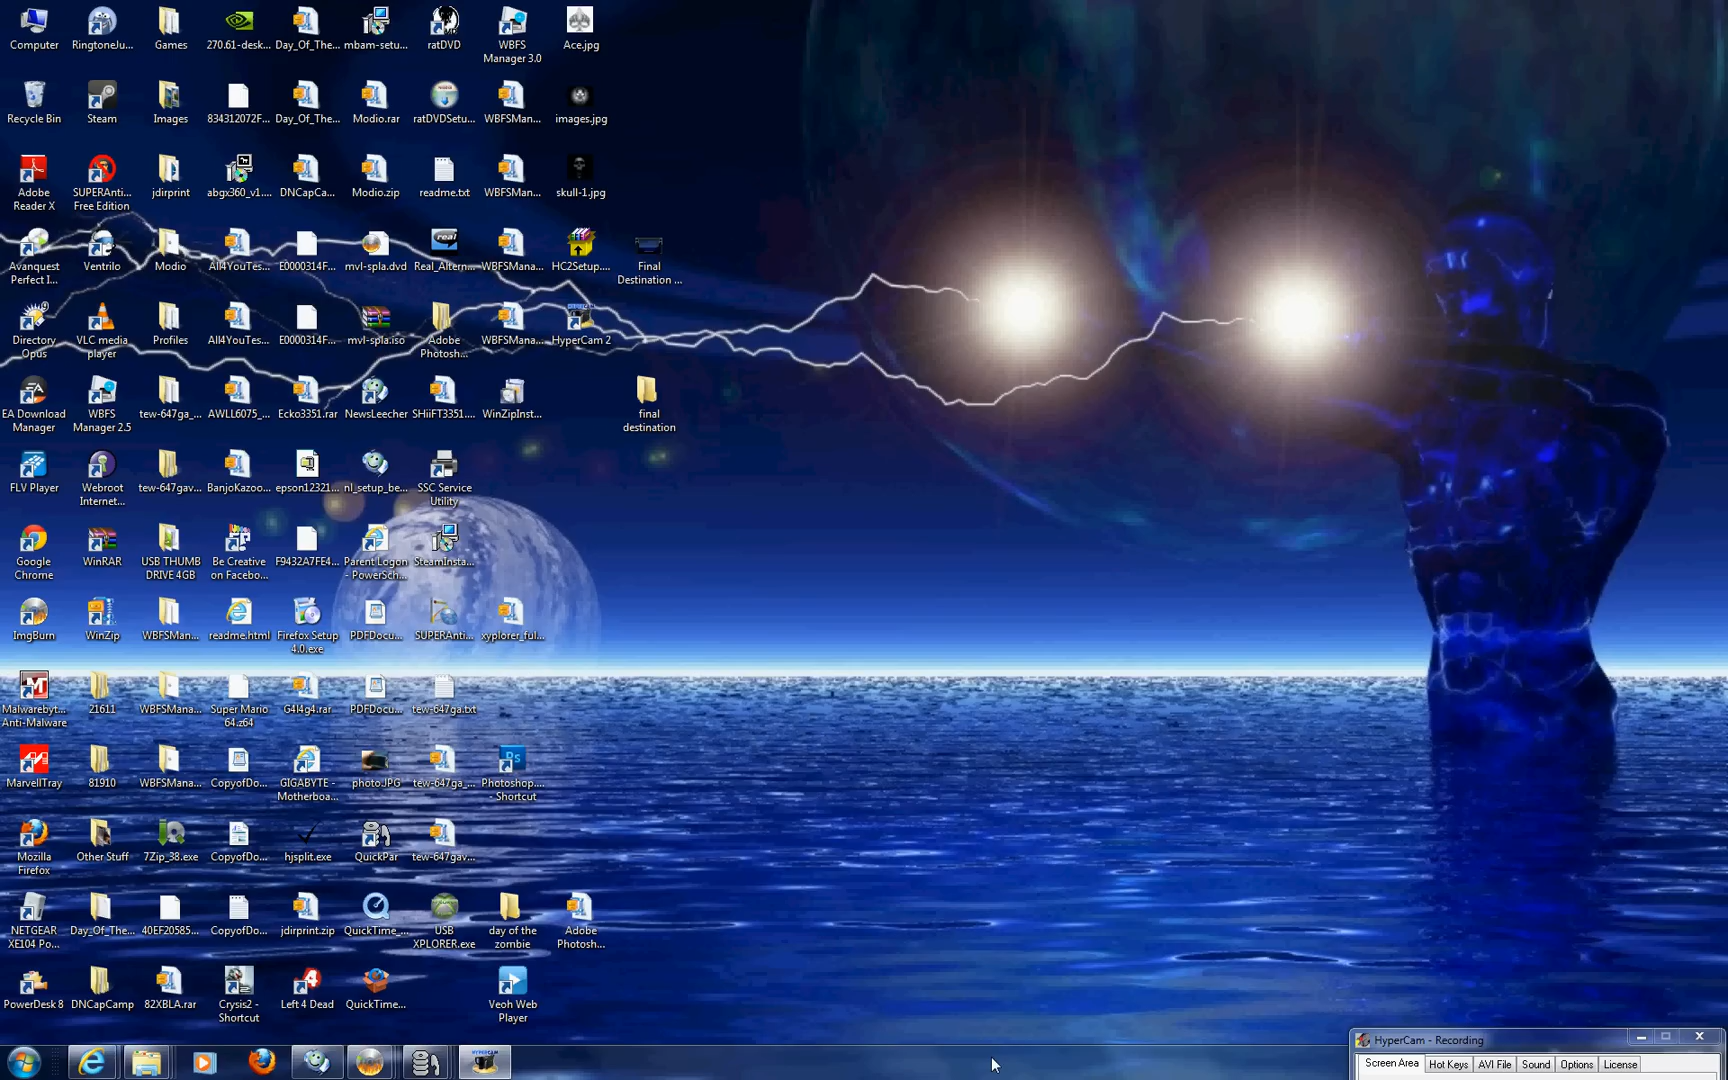 Computer
RingtoneJu...
Games
270.61-desk...
Day_Of_The...
mbam-setu...
ratDVD
WBFS
Manager 3.0
Ace.jpg
Recycle Bin
Steam
Images
834312072F...
Day_Of_The...
Modio.rar
ratDVDSetu...
WBFSMan...
images.jpg
Adobe
Reader X
SUPERAnti...
Free Edition
jdirprint
abgx360_v1....
DNCapCa...
Modio.zip
readme.txt
WBFSMan...
skull-1.jpg
Avanquest
Perfect I...
Ventrilo
Modio
All4YouTes...
E0000314F...
mvl-spla.dvd
Real_Altern...
WBFSMana...
HC2Setup....
Final
Destination ...
Directory
Opus
VLC media
player
Profiles
All4YouTes...
E0000314F...
mvl-spla.iso
Adobe
Photosh...
WBFSMana...
HyperCam 2
EA Download
Manager
WBFS
Manager 2.5
tew-647ga_...
AWLL6075_...
Ecko3351.rar
NewsLeecher
SHiiFT3351....
WinZipInst...
final
destination
FLV Player
Webroot
Internet...
tew-647gav...
BanjoKazoo...
epson12321...
nl_setup_be...
SSC Service
Utility
Google
Chrome
WinRAR
USB THUMB
DRIVE 4GB
Be Creative
on Facebo...
F9432A7FE4...
Parent Logon
- PowerSch...
SteamInsta...
ImgBurn
WinZip
WBFSMan...
readme.html
Firefox Setup
4.0.exe
PDFDocu...
SUPERAnti...
xyplorer_ful...
Malwarebyt...
Anti-Malware
21611
WBFSMana...
Super Mario
64.z64
G4l4g4.rar
PDFDocu...
tew-647ga.txt
MarvellTray
81910
WBFSMana...
CopyofDo...
GIGABYTE -
Motherboa...
photo.JPG
tew-647ga_...
Photoshop....
- Shortcut
Mozilla
Firefox
Other Stuff
7Zip_38.exe
CopyofDo...
hjsplit.exe
QuickPar
tew-647gav...
NETGEAR
XE104 Po...
Day_Of_The...
40EF20585...
CopyofDo...
jdirprint.zip
QuickTime_...
USB
XPLORER.exe
day of the
zombie
Adobe
Photosh...
PowerDesk 8
DNCapCamp
82XBLA.rar
Crysis2 -
Shortcut
Left 4 Dead
QuickTime...
Veoh Web
Player
HyperCam - Recording
Screen Area
Hot Keys
AVI File
Sound
Options
License